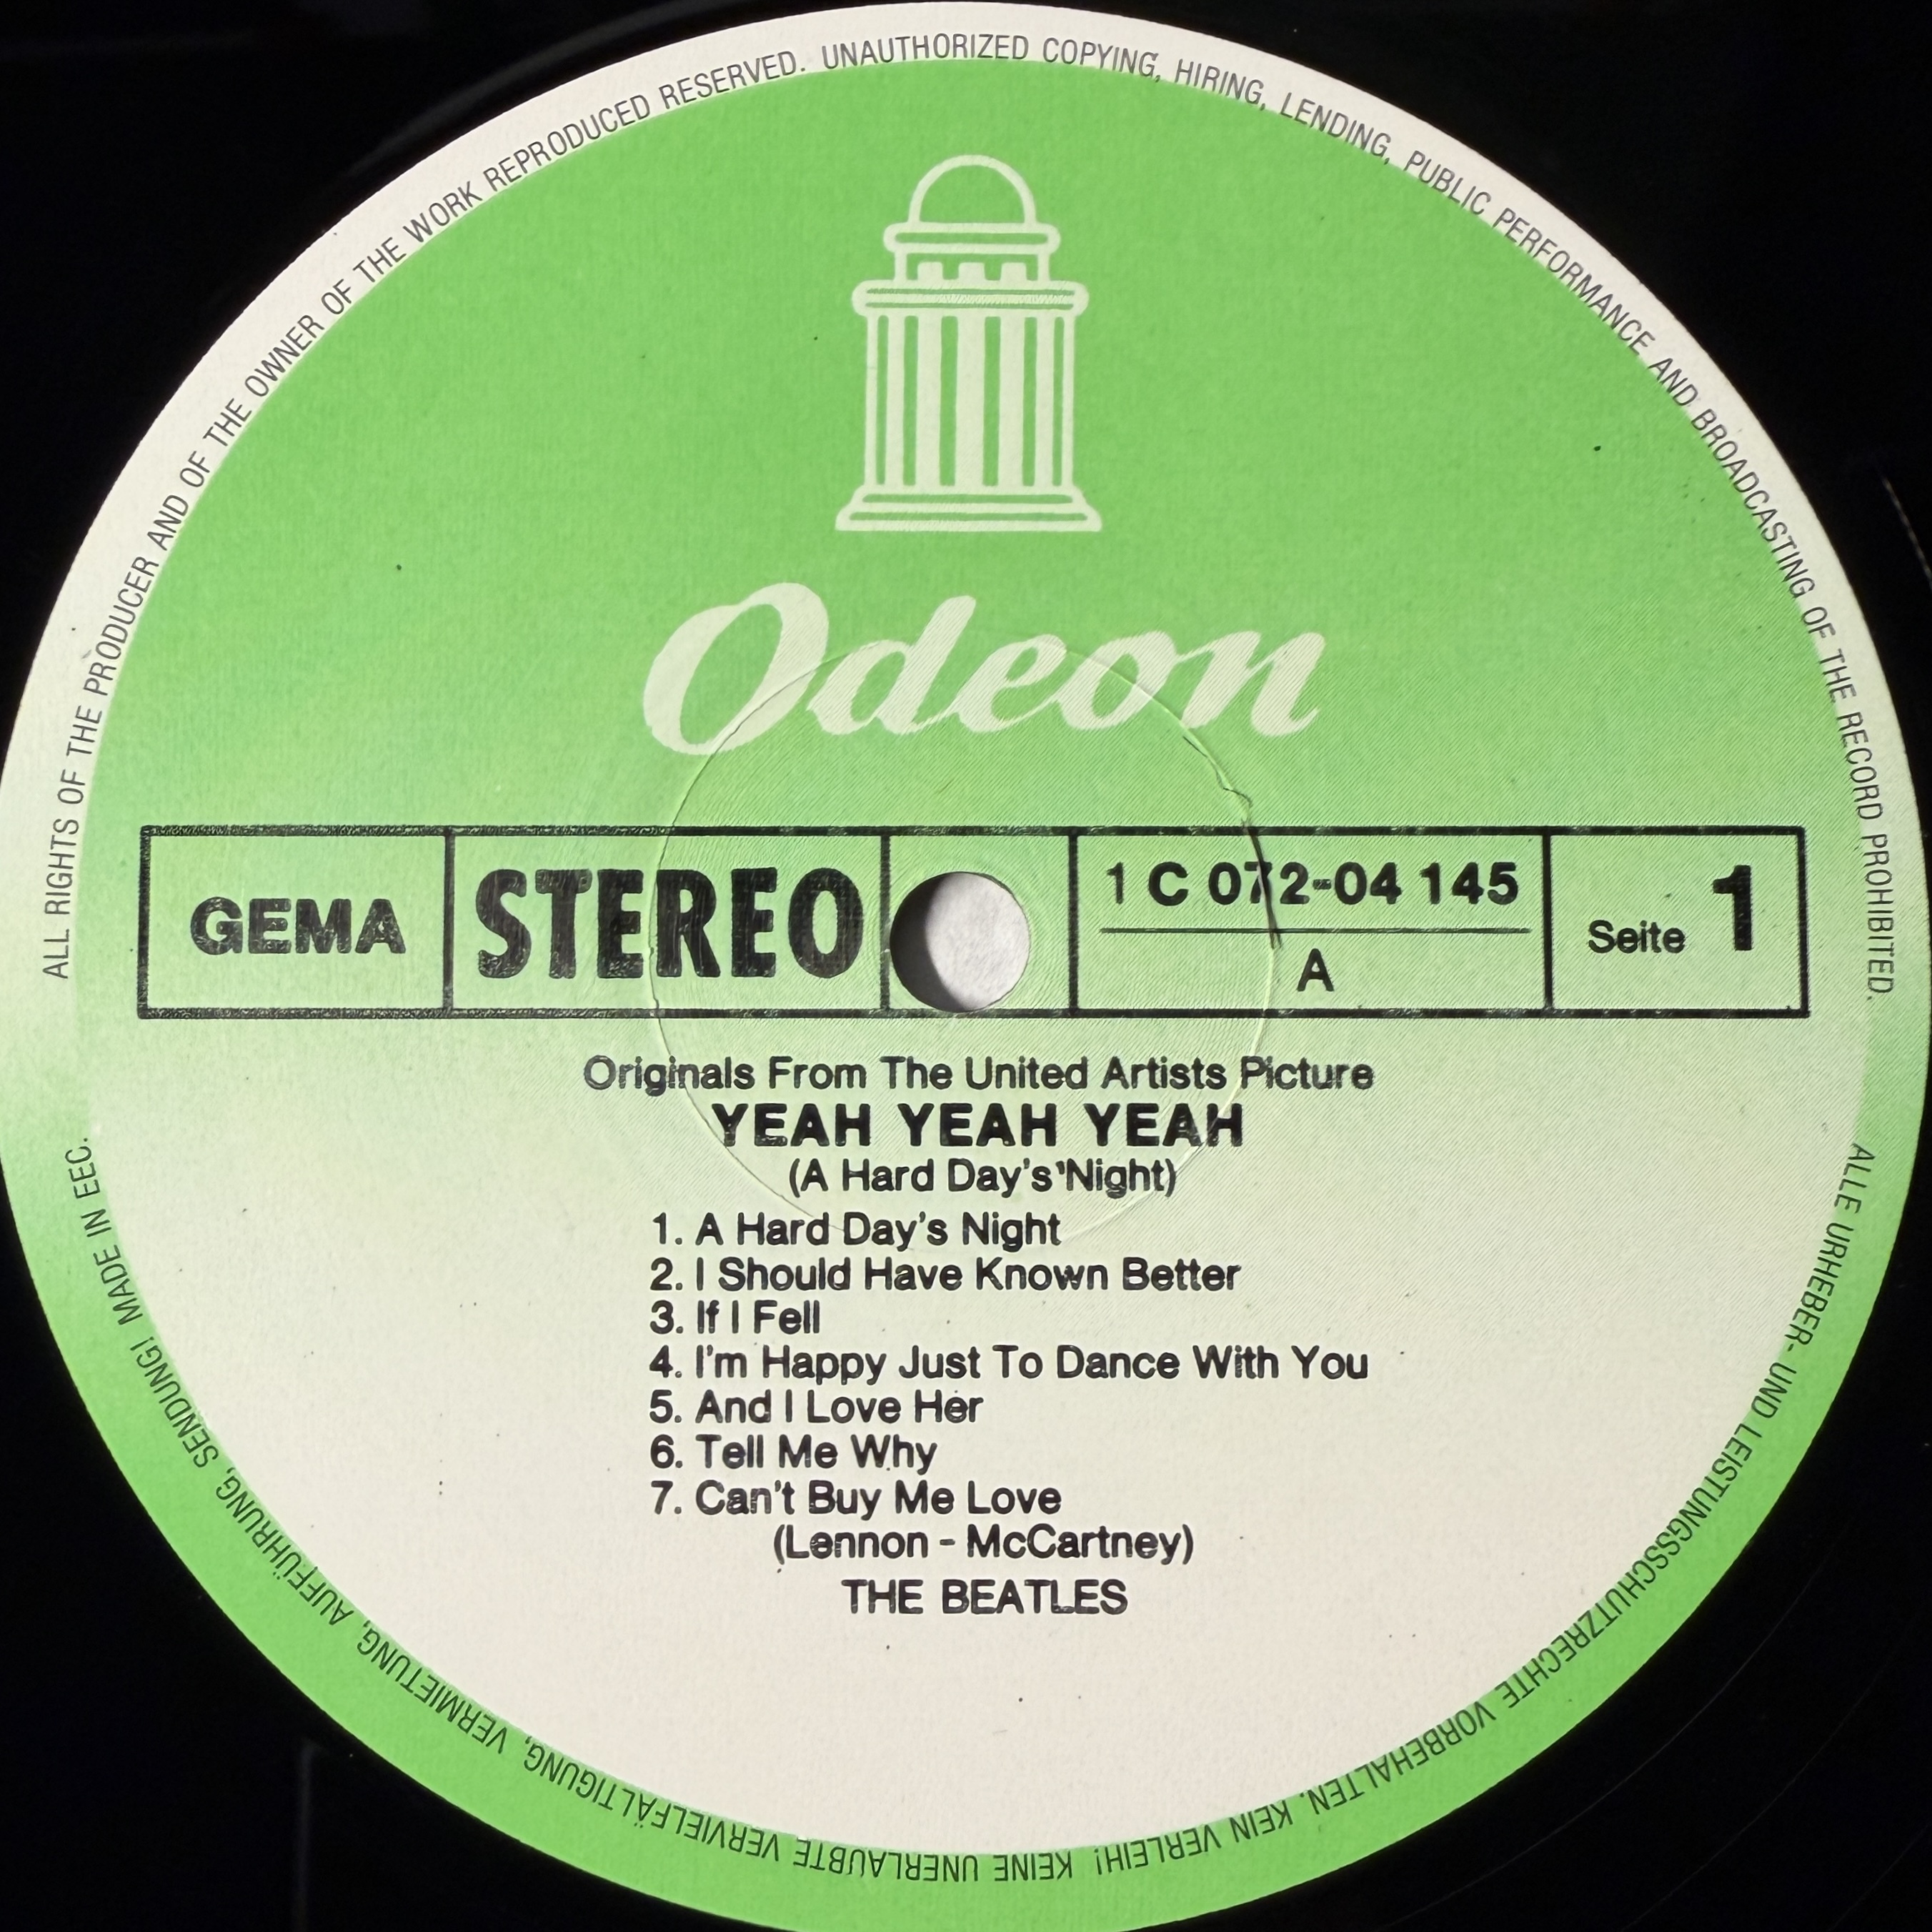 ALL RIGHTS OF THE PRODUCER AND OF THE OWNER OF THE WORK REPRODUCED RESERVED. UNAUTHORIZED COPYING, HIRING, LENDING, PUBLIC PERFORMANCE AND BROADCASTING OF THE RECORD PROHIBITED.
Odeon
GEMA
STEREO
1 C 072-04 145
A
Seite 1
Originals From The United Artists Picture
YEAH YEAH YEAH
(A Hard Day's'Night)
1. A Hard Day's Night
2. I Should Have Known Better
3. If I Fell
4. I'm Happy Just To Dance With You
5. And I Love Her
6. Tell Me Why
7. Can't Buy Me Love
(Lennon - McCartney)
THE BEATLES
ALLE URHEBER- UND LEISTUNGSSCHUTZRECHTE VORBEHALTEN. KEIN VERLEIH! KEINE UNERLAUBTE VERVIELFÄLTIGUNG, VERMIETUNG, AUFFÜHRUNG, SENDUNG! MADE IN EEC.